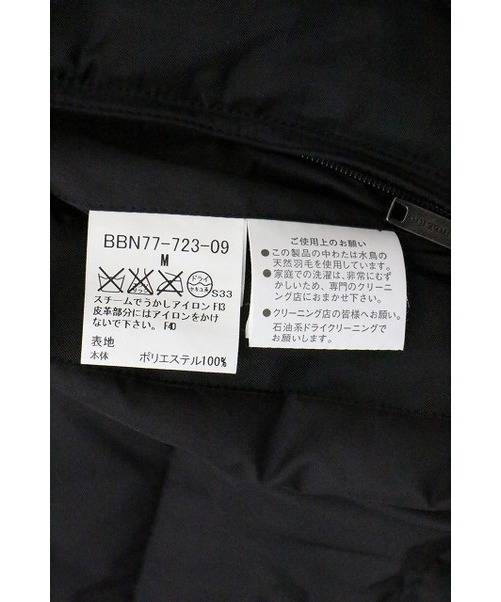 BBN77-723-09
M
ドライ
セキユ系
S33
スチームでうかしアイロン F13
皮革部分にはアイロンをかけ
ないで下さい。F40
表地
本体 ポリエステル100%
ご使用上のお願い
●この製品の中わたは水鳥の
天然羽毛を使用しています。
●家庭での洗濯は、非常にむず
かしいため、専門のクリーニ
ング店におまかせ下さい。
●クリーニング店の皆様へお願い。
石油系ドライクリーニングで
お願いします。